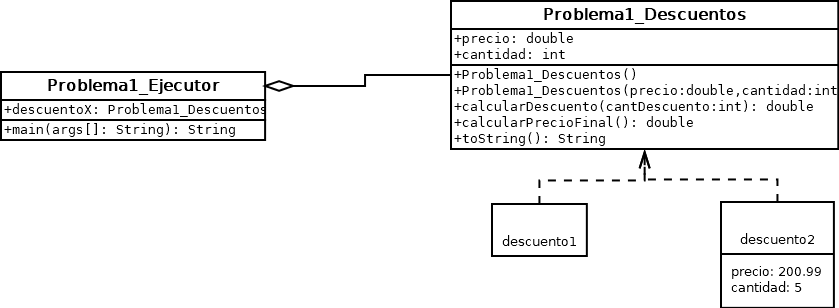 Problema1_Descuentos
+precio: double
+cantidad: int
+Problema1_Descuentos()
+Problema1_Descuentos(precio:double,cantidad:int
+calcularDescuento(cantDescuento:int): double
+calcularPrecioFinal(): double
+toString(): String
Problema1_Ejecutor
+descuentoX: Problema1_Descuentos
+main(args[]: String): String
descuento1
descuento2
precio: 200.99
cantidad: 5